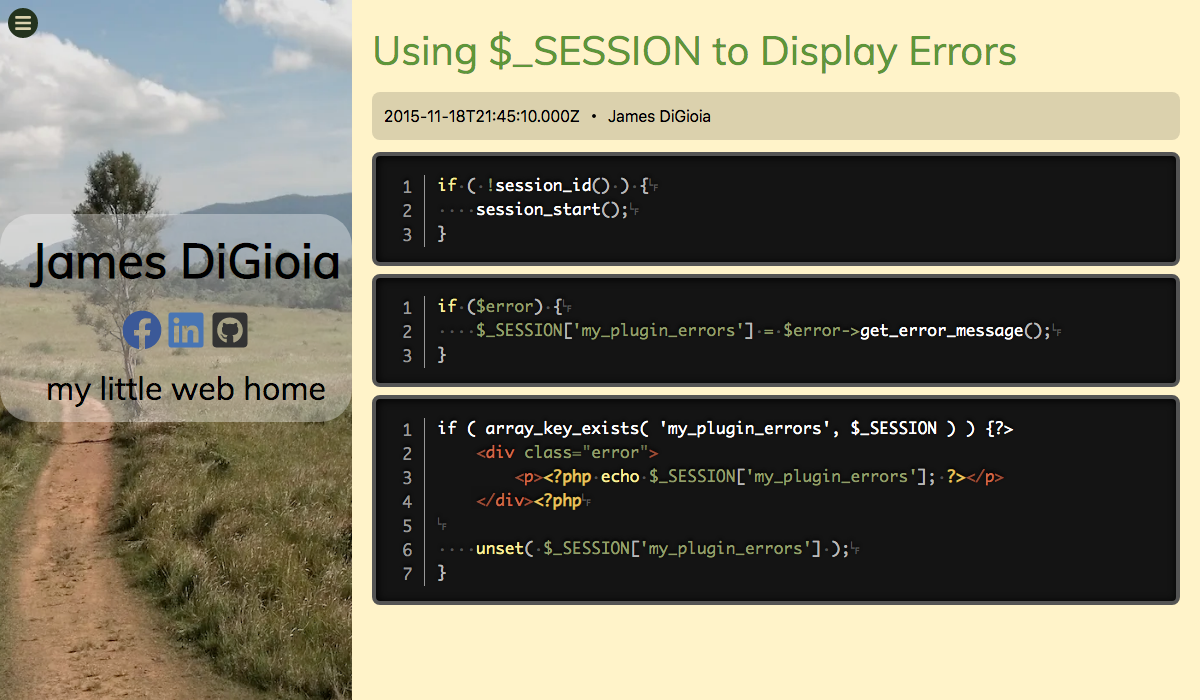 James DiGioia
my little web home
Using $_SESSION to Display Errors
2015-11-18T21:45:10.000Z • James DiGioia
1 if ( !session_id() ) {
2     session_start();
3 }
1 if ($error) {
2     $_SESSION['my_plugin_errors'] = $error->get_error_message();
3 }
1 if ( array_key_exists( 'my_plugin_errors', $_SESSION ) ) {?>
2     <div class="error">
3         <p><?php echo $_SESSION['my_plugin_errors']; ?></p>
4     </div><?php
5
6     unset( $_SESSION['my_plugin_errors'] );
7 }